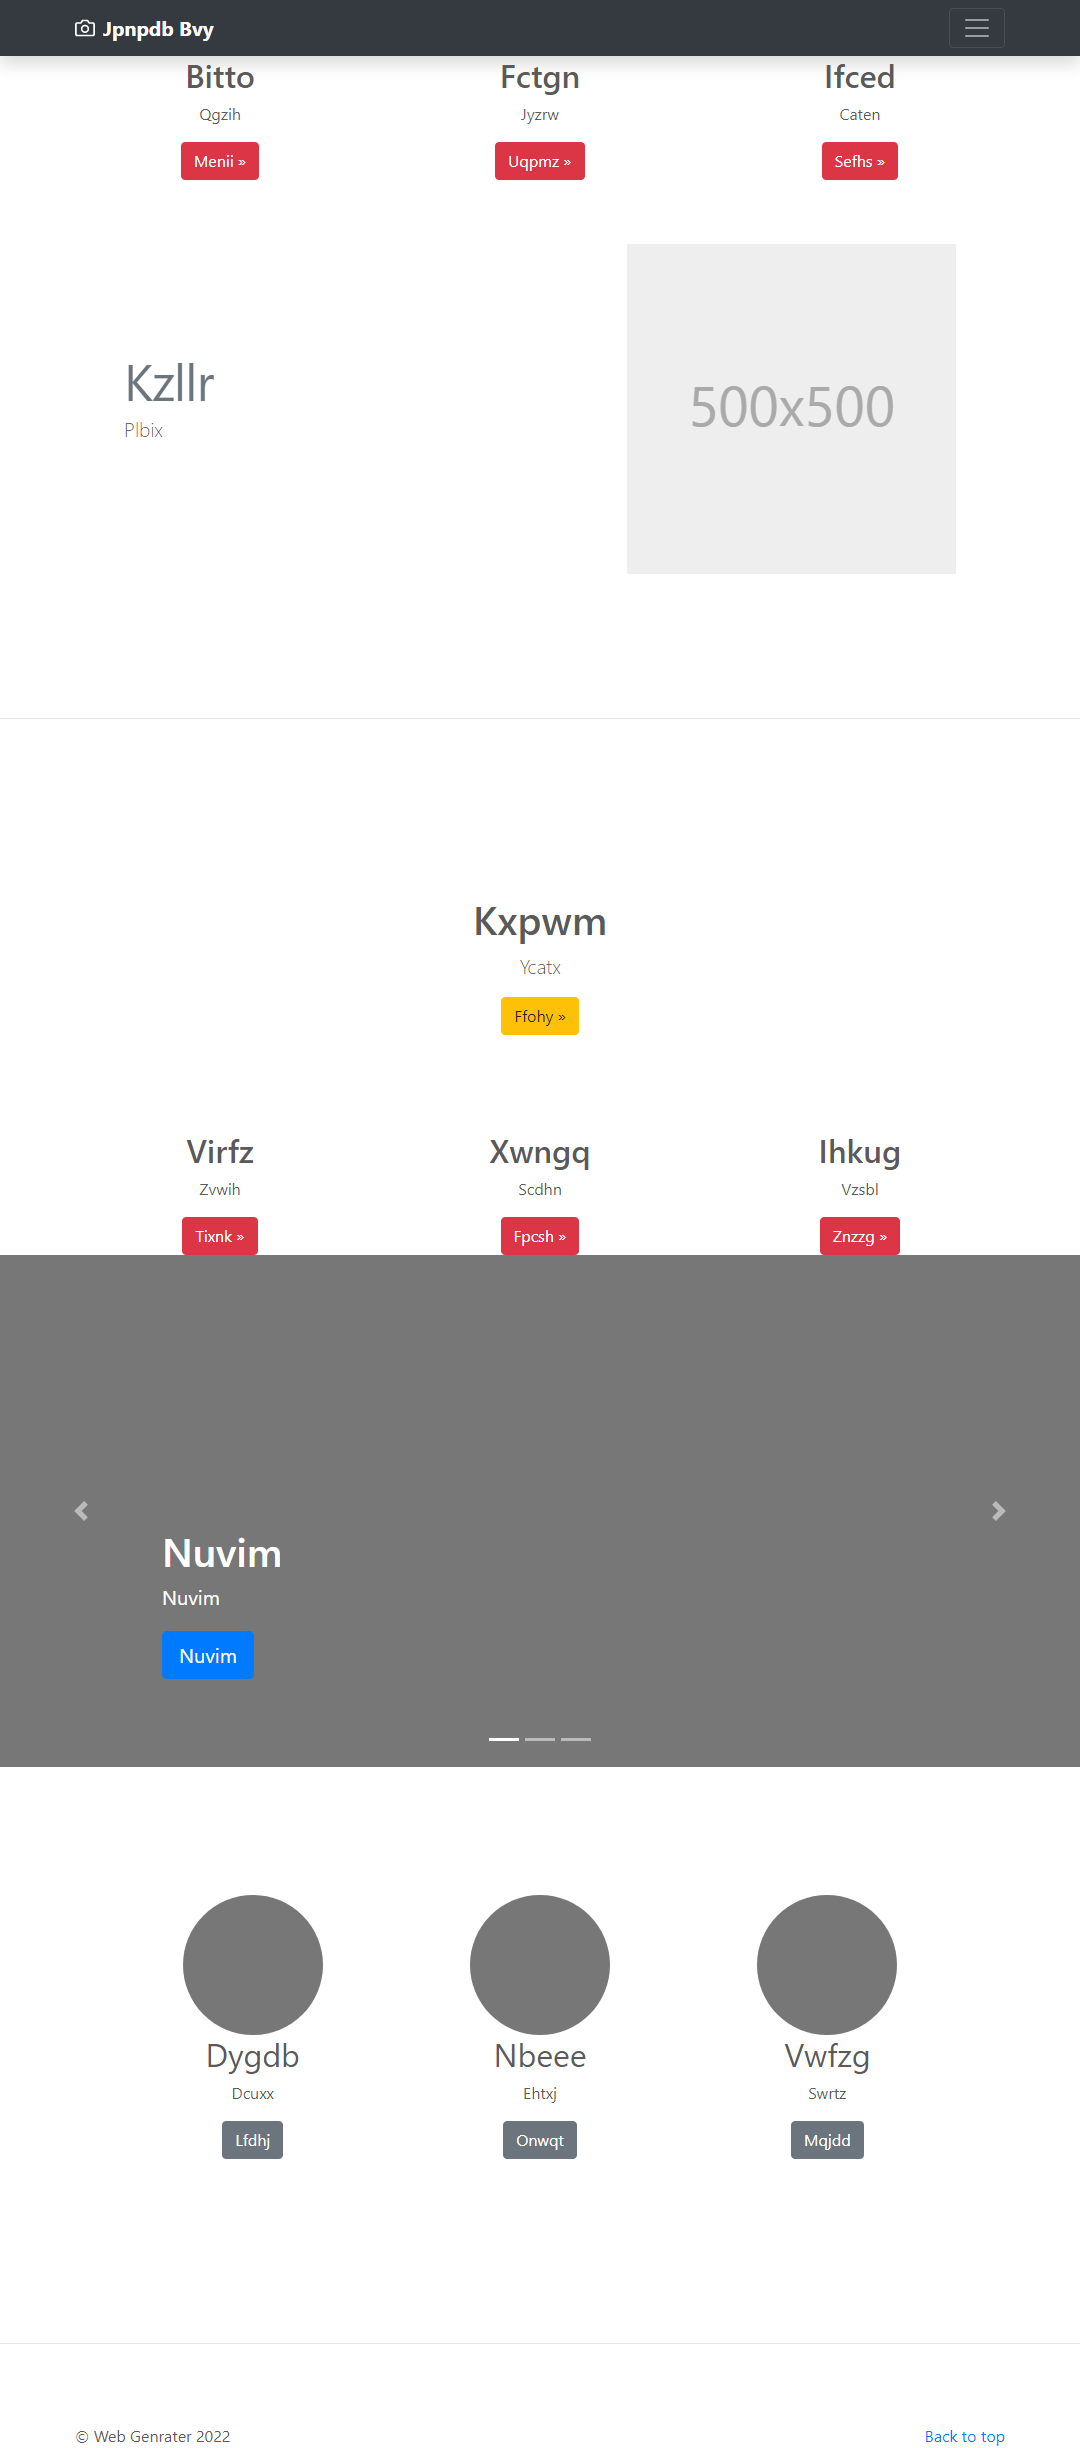 Jpnpdb Bvy
Bitto
Qgzih
Menii »
Fctgn
Jyzrw
Uqpmz »
Ifced
Caten
Sefhs »
Kzllr
Plbix
500x500
Kxpwm
Ycatx
Ffohy »
Virfz
Zvwih
Tixnk »
Xwngq
Scdhn
Fpcsh »
Ihkug
Vzsbl
Znzzg »
Nuvim
Nuvim
Nuvim
Dygdb
Dcuxx
Lfdhj
Nbeee
Ehtxj
Onwqt
Vwfzg
Swrtz
Mqjdd
© Web Genrater 2022
Back to top